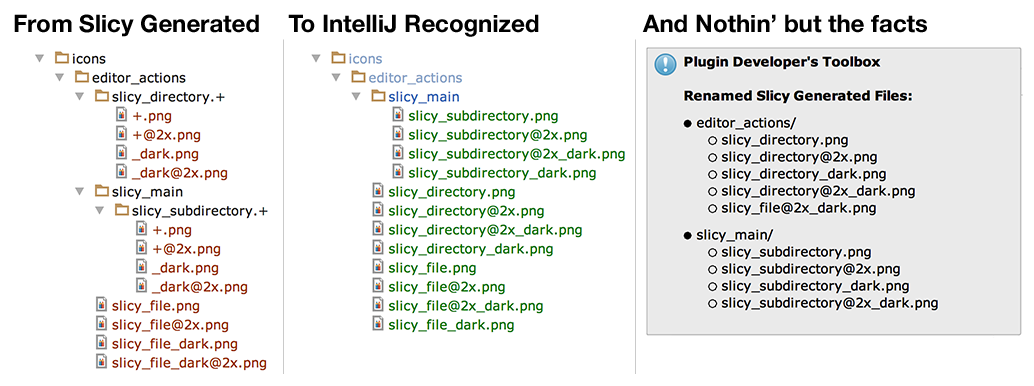 From Slicy Generated
icons
editor_actions
slicy_directory.+
+.png
+@2x.png
_dark.png
_dark@2x.png
slicy_main
slicy_subdirectory.+
+.png
+@2x.png
_dark.png
_dark@2x.png
slicy_file.png
slicy_file@2x.png
slicy_file_dark.png
slicy_file_dark@2x.png
To IntelliJ Recognized
icons
editor_actions
slicy_main
slicy_subdirectory.png
slicy_subdirectory@2x.png
slicy_subdirectory@2x_dark.png
slicy_subdirectory_dark.png
slicy_directory.png
slicy_directory@2x.png
slicy_directory@2x_dark.png
slicy_directory_dark.png
slicy_file.png
slicy_file@2x.png
slicy_file@2x_dark.png
slicy_file_dark.png
And Nothin’ but the facts
Plugin Developer's Toolbox
Renamed Slicy Generated Files:
editor_actions/
slicy_directory.png
slicy_directory@2x.png
slicy_directory_dark.png
slicy_directory@2x_dark.png
slicy_file@2x_dark.png
slicy_main/
slicy_subdirectory.png
slicy_subdirectory@2x.png
slicy_subdirectory_dark.png
slicy_subdirectory@2x_dark.png